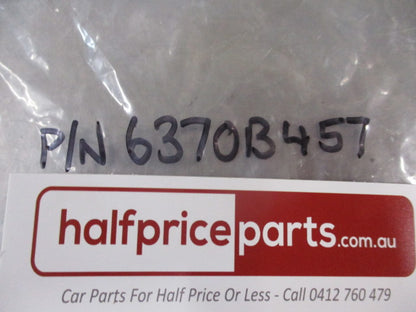 P/N 6370B457
halfpriceparts.com.au
Car Parts For Half Price Or Less - Call 0412 760 479